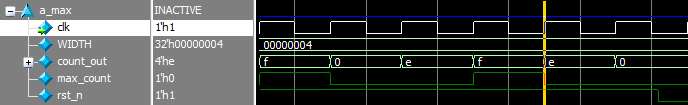 a_max INACTIVE
clk 1'h1
WIDTH 32'h00000004 00000004
count_out 4'he f 0 e f e 0
max_count 1'h0
rst_n 1'h1